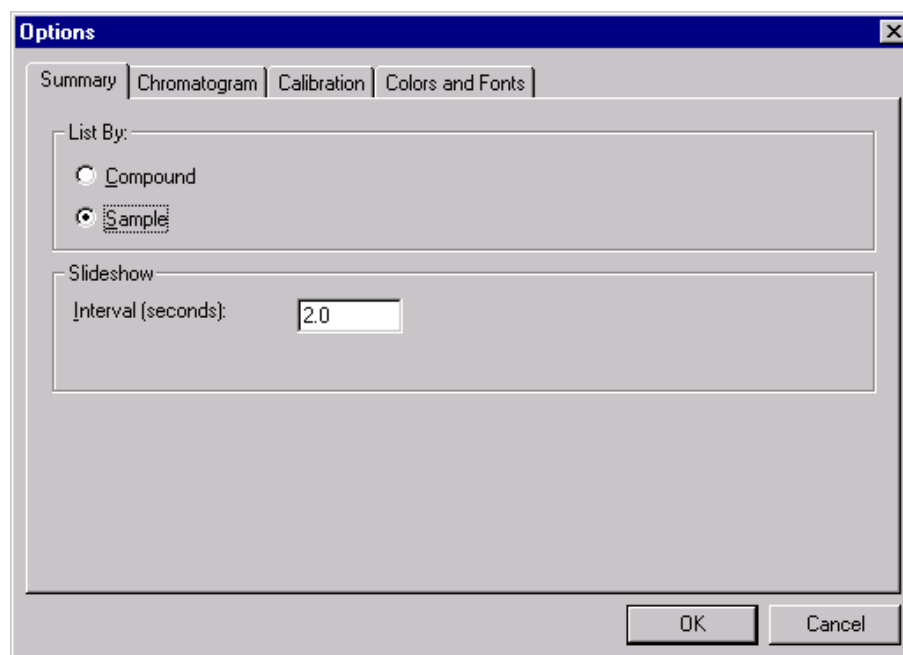 Options
Summary Chromatogram Calibration Colors and Fonts
List By:
Compound
Sample
Slideshow
Interval (seconds): 2.0
OK Cancel